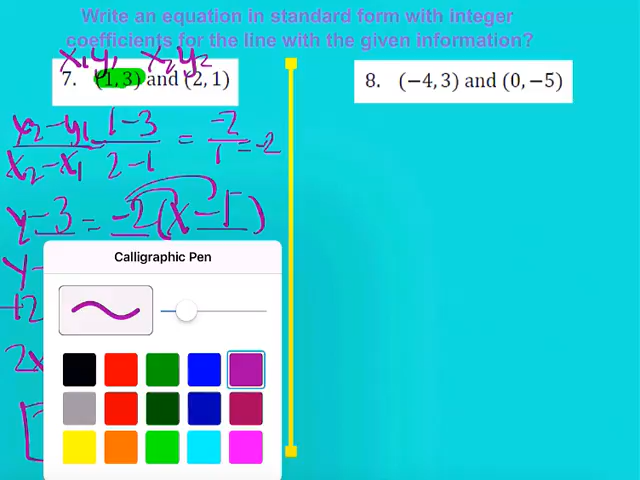 Write an equation in standard form with integer
coefficients for the line with the given information?
x₁ y₁ x₂ y₂
7. (1, 3) and (2, 1)
8. (−4, 3) and (0, −5)
y₂ − y₁ 1 − 3 = −2 = −2
x₂ − x₁ 2 − 1 1
y − 3 = −2 (x − 1)
y −
+2
2x
Calligraphic Pen